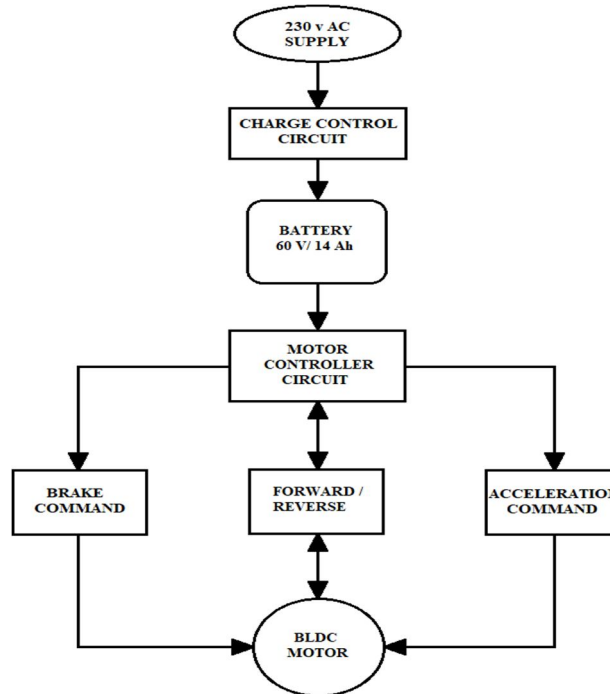 230 v AC
SUPPLY
CHARGE CONTROL
CIRCUIT
BATTERY
60 V/ 14 Ah
MOTOR
CONTROLLER
CIRCUIT
BRAKE
COMMAND
FORWARD /
REVERSE
ACCELERATION
COMMAND
BLDC
MOTOR